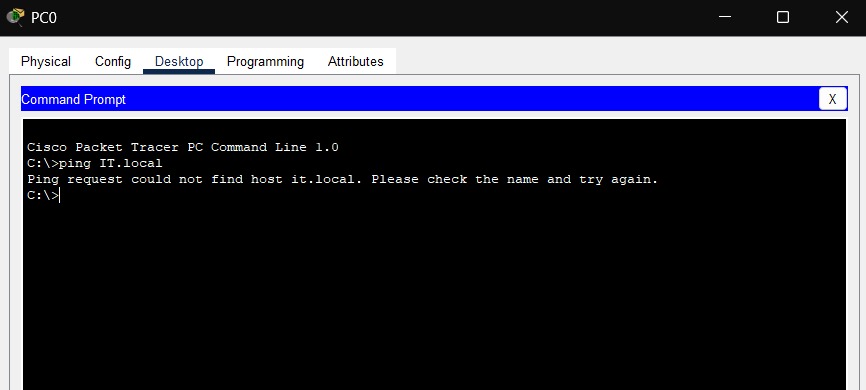 PC0
Physical Config Desktop Programming Attributes
Command Prompt X
Cisco Packet Tracer PC Command Line 1.0
C:\>ping IT.local
Ping request could not find host it.local. Please check the name and try again.
C:\>